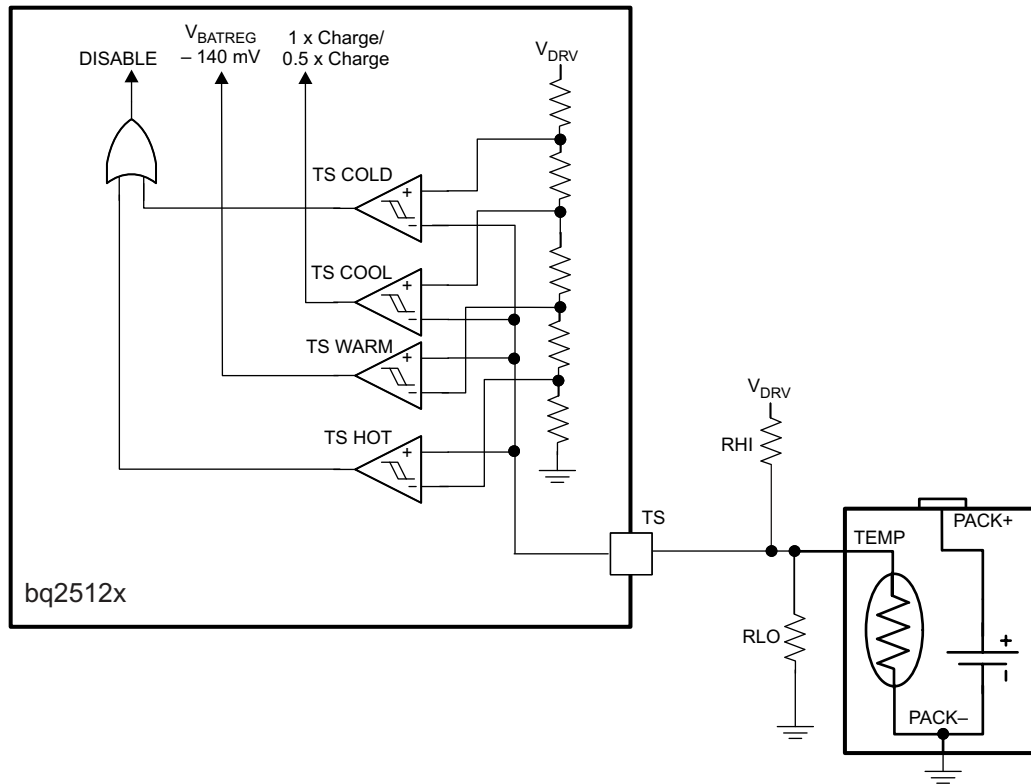 DISABLE
VBATREG
– 140 mV
1 x Charge/
0.5 x Charge
VDRV
TS COLD
+
–
TS COOL
+
–
TS WARM
+
–
TS HOT
+
–
bq2512x
TS
VDRV
RHI
RLO
TEMP
PACK+
+
–
PACK–